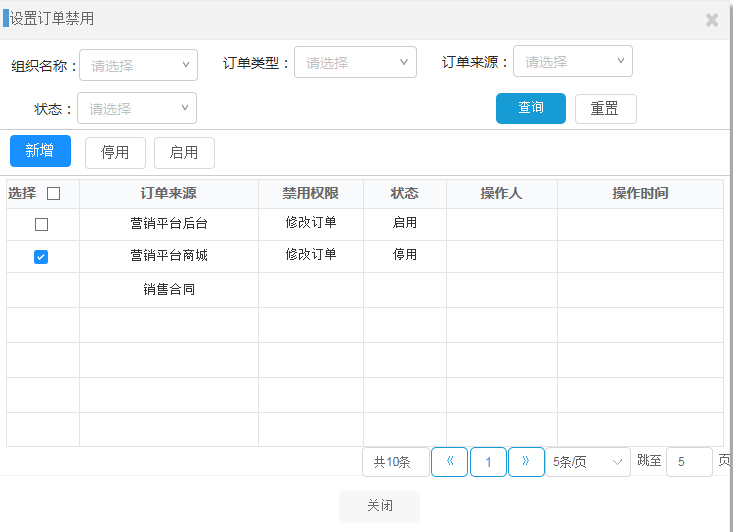 设置订单禁用
组织名称： 请选择 订单类型： 请选择 订单来源： 请选择
状态： 请选择 查询 重置
新增 停用 启用
选择 订单来源 禁用权限 状态 操作人 操作时间
营销平台后台 修改订单 启用
营销平台商城 修改订单 停用
销售合同
共10条 《 1 》 5条/页 跳至 5 页
关闭